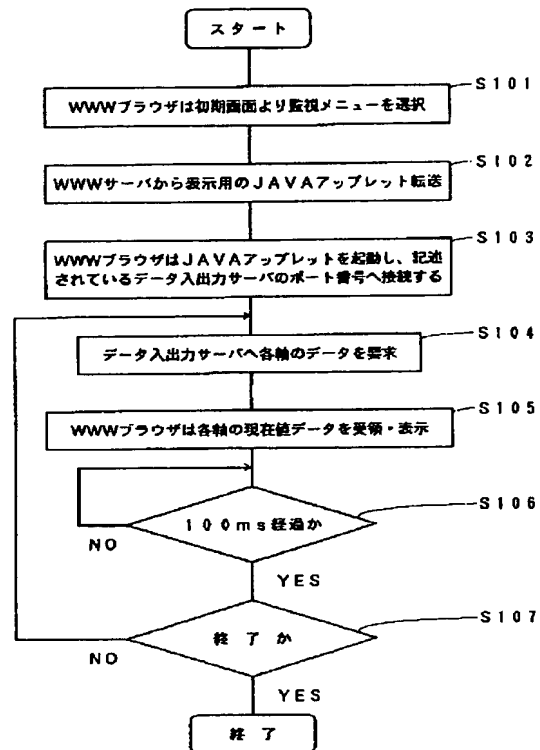 スタート
S101
WWWブラウザは初期画面より監視メニューを選択
S102
WWWサーバから表示用のJAVAアップレット転送
S103
WWWブラウザはJAVAアップレットを起動し、記述
されているデータ入出力サーバのポート番号へ接続する
S104
データ入出力サーバへ各軸のデータを要求
S105
WWWブラウザは各軸の現在値データを受領・表示
S106
100ms経過か
NO
YES
S107
終了か
NO
YES
終了